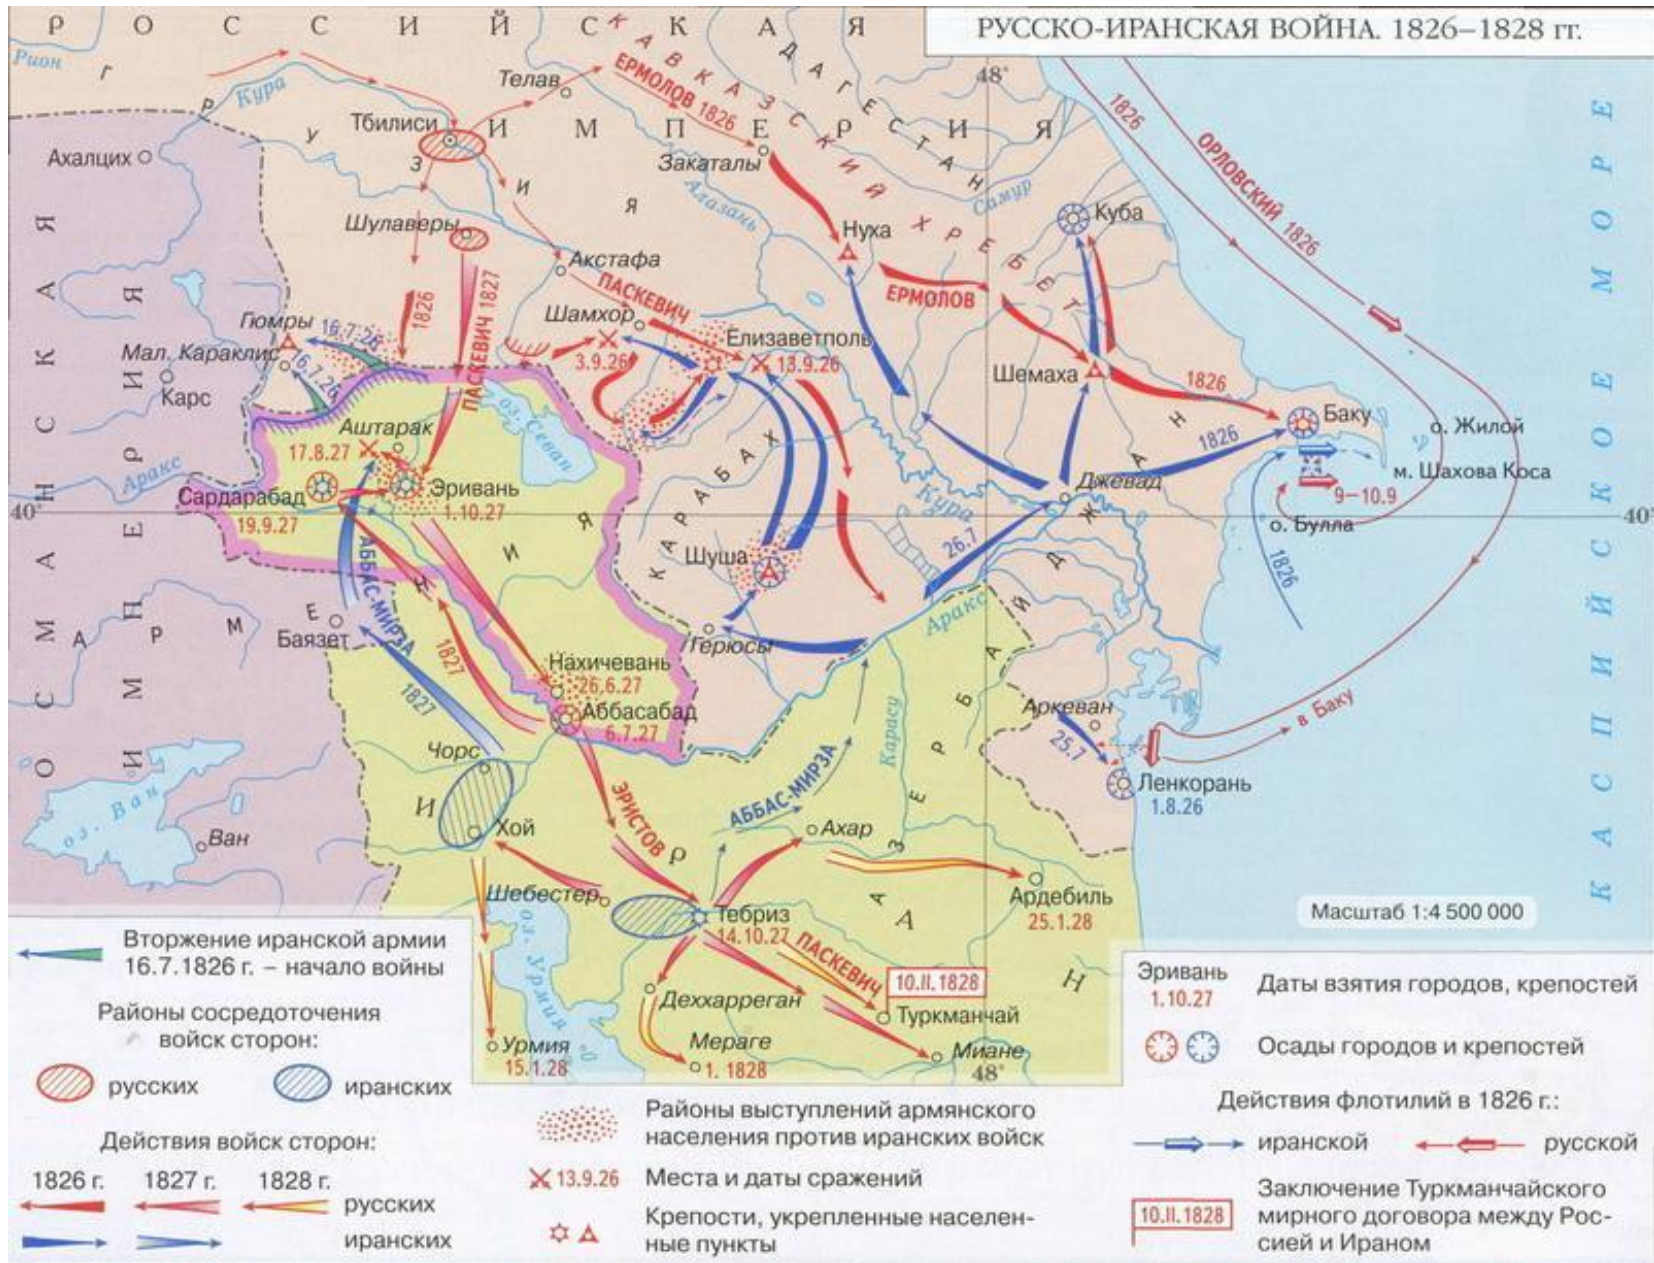 РУССКО-ИРАНСКАЯ ВОЙНА. 1826–1828 гг.
РОССИЙСКАЯ
ИМПЕРИЯ
ГРУЗИЯ
КАВКАЗСКИЙ ХРЕБЕТ
ДАГЕСТАН
КАСПИЙСКОЕ МОРЕ
ОСМАНСКАЯ
ИМПЕРИЯ
АРМЕНИЯ
КАРАБАХ
АЗЕРБАЙДЖАН
ИРАН
48°
Рион
Кура
Телав
Тбилиси
ЕРМОЛОВ 1826
Закаталы
Ахалцих
Алазань
Самур
1826
ОРЛОВСКИЙ 1826
Шулаверы
Нуха
Куба
Акстафа
ПАСКЕВИЧ
ЕРМОЛОВ
1826
ПАСКЕВИЧ 1827
Шамхор
Гюмры
16.7.26
Елизаветполь
3.9.26
13.9.26
Мал. Караклис
16.7.26
Карс
Шемаха
1826
оз. Севан
Аштарак
17.8.27
Баку
о. Жилой
1826
м. Шахова Коса
Аракс
Сардарабад
19.9.27
Эривань
1.10.27
Джевад
9–10.9
40°
40°
Кура
о. Булла
26.7
1826
Шуша
АББАС-МИРЗА
Аракс
Баязет
Герюсы
1827
1827
Нахичевань
26.6.27
Аббасабад
6.7.27
Аркеван
25.7
в Баку
Карасу
Чорс
Ленкорань
1.8.26
ЭРИСТОВ
АББАС-МИРЗА
оз. Ван
Ван
Хой
Ахар
Шебестер
Ардебиль
25.1.28
Тебриз
14.10.27
ПАСКЕВИЧ
оз. Урмия
10.II.1828
Деххарреган
Туркманчай
Урмия
15.1.28
Мераге
1. 1828
Миане
48°
Масштаб 1:4 500 000
Вторжение иранской армии
16.7.1826 г. – начало войны
Районы сосредоточения
войск сторон:
русских
иранских
Действия войск сторон:
1826 г. 1827 г. 1828 г.
русских
иранских
Районы выступлений армянского
населения против иранских войск
13.9.26 Места и даты сражений
Крепости, укрепленные населен-
ные пункты
Эривань
1.10.27
Даты взятия городов, крепостей
Осады городов и крепостей
Действия флотилий в 1826 г.:
иранской
русской
10.II.1828
Заключение Туркманчайского
мирного договора между Рос-
сией и Ираном